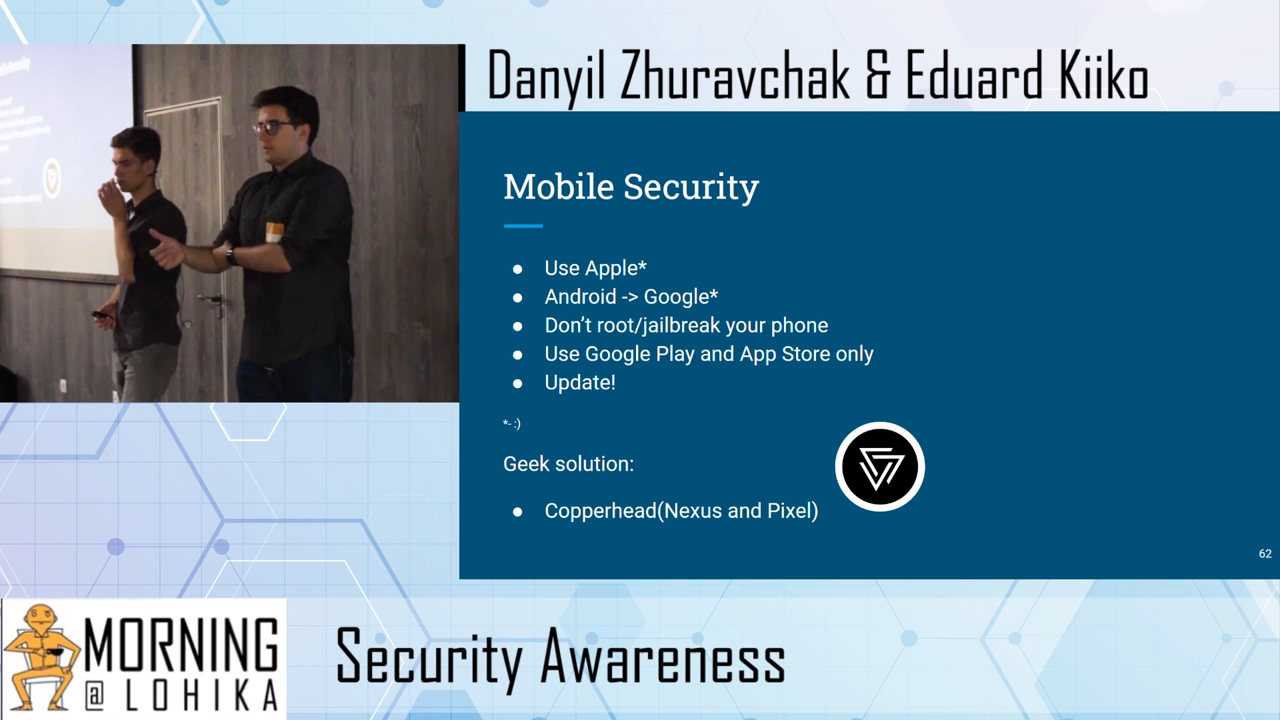 Danyil Zhuravchak & Eduard Kiiko
Mobile Security
● Use Apple*
● Android -> Google*
● Don't root/jailbreak your phone
● Use Google Play and App Store only
● Update!
*- :)
Geek solution:
● Copperhead(Nexus and Pixel)
62
MORNING
@ LOHIKA
Security Awareness